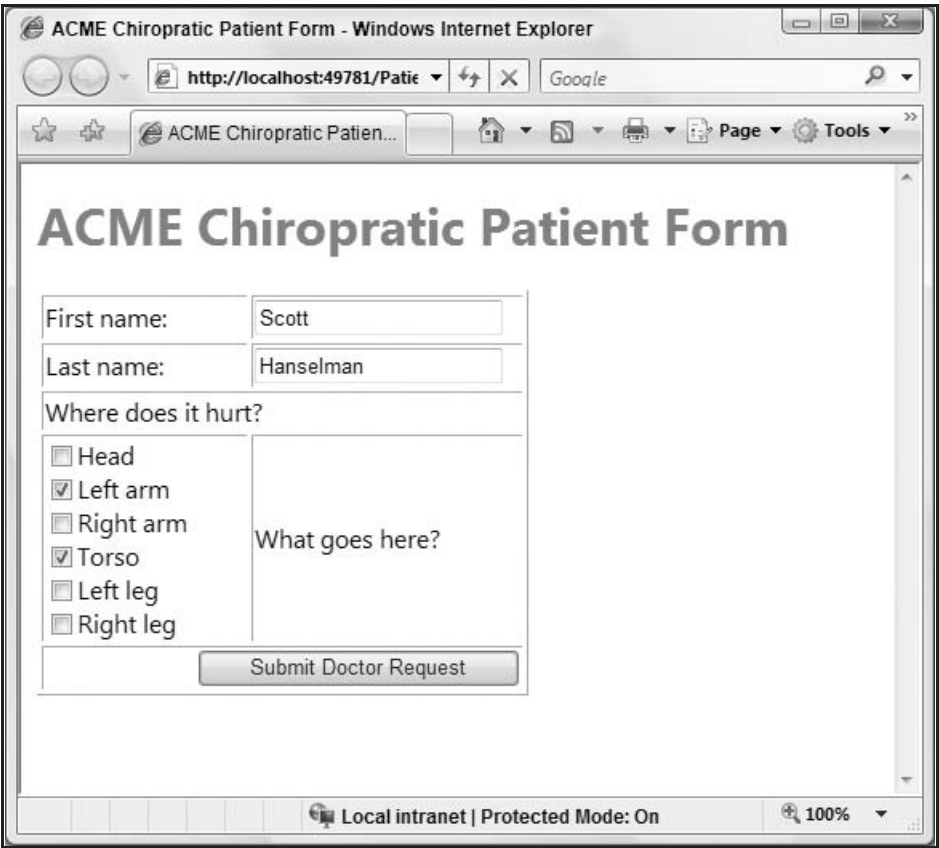 ACME Chiropratic Patient Form - Windows Internet Explorer
http://localhost:49781/Patie
Google
ACME Chiropratic Patien...
Page
Tools
ACME Chiropratic Patient Form
First name: Scott
Last name: Hanselman
Where does it hurt?
Head
Left arm
Right arm
Torso
Left leg
Right leg
What goes here?
Submit Doctor Request
Local intranet | Protected Mode: On
100%